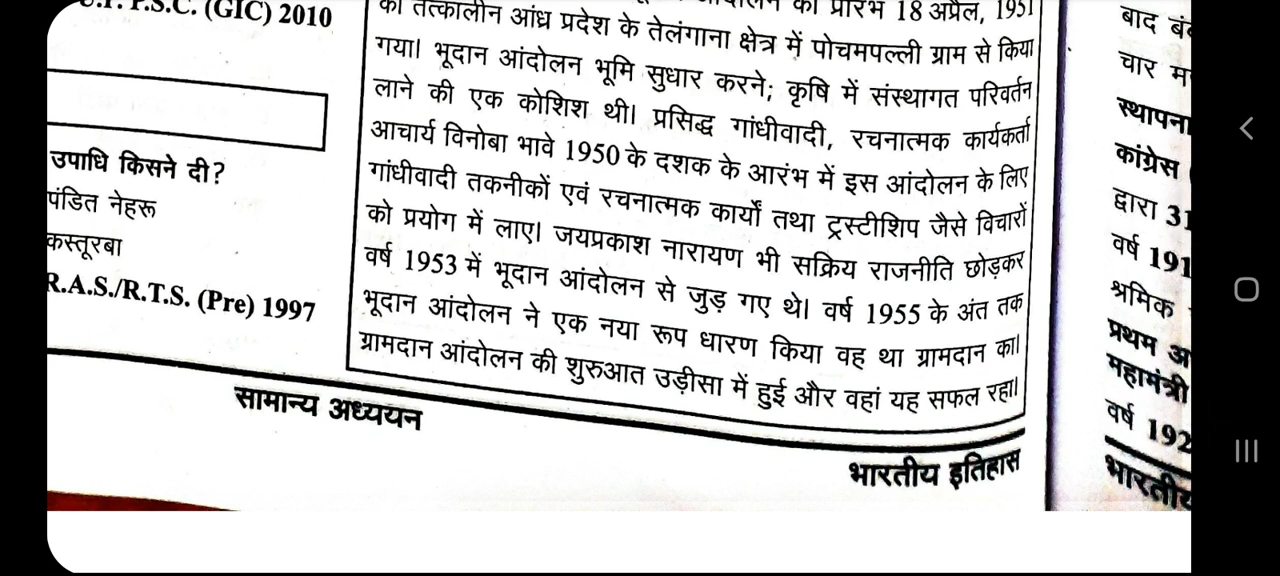 P.S.C. (GIC) 2010
उपाधि किसने दी?
पंडित नेहरू
कस्तूरबा
R.A.S./R.T.S. (Pre) 1997
सामान्य अध्ययन
का प्रारंभ 18 अप्रैल, 1951
को तत्कालीन आंध्र प्रदेश के तेलंगाना क्षेत्र में पोचमपल्ली ग्राम से किया
गया। भूदान आंदोलन भूमि सुधार करने; कृषि में संस्थागत परिवर्तन
लाने की एक कोशिश थी। प्रसिद्ध गांधीवादी, रचनात्मक कार्यकर्ता
आचार्य विनोबा भावे 1950 के दशक के आरंभ में इस आंदोलन के लिए
गांधीवादी तकनीकों एवं रचनात्मक कार्यों तथा ट्रस्टीशिप जैसे विचारों
को प्रयोग में लाए। जयप्रकाश नारायण भी सक्रिय राजनीति छोड़कर
वर्ष 1953 में भूदान आंदोलन से जुड़ गए थे। वर्ष 1955 के अंत तक
भूदान आंदोलन ने एक नया रूप धारण किया वह था ग्रामदान का।
ग्रामदान आंदोलन की शुरुआत उड़ीसा में हुई और वहां यह सफल रहा।
भारतीय इतिहास
बाद
चार
स्थापना
कांग्रेस
द्वारा 31
वर्ष 191
श्रमिक
प्रथम
महामंत्री
वर्ष 192
भारतीय